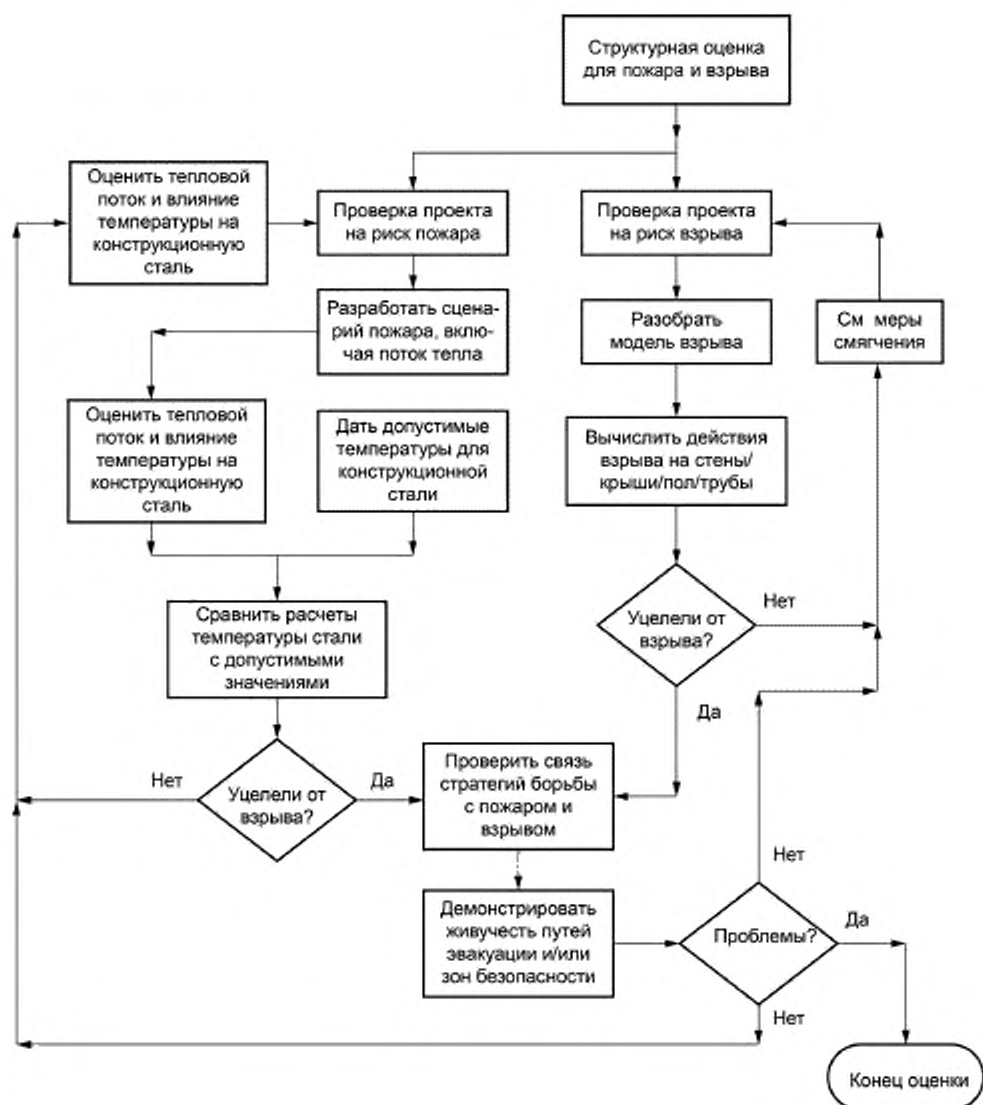 Структурная оценка
для пожара и взрыва
Оценить тепловой
поток и влияние
температуры на
конструкционную
сталь
Проверка проекта
на риск пожара
Проверка проекта
на риск взрыва
Разработать сцена-
рий пожара, вклю-
чая поток тепла
Разобрать
модель взрыва
См меры
смягчения
Оценить тепловой
поток и влияние
температуры на
конструкционную
сталь
Дать допустимые
температуры для
конструкционной
стали
Вычислить действия
взрыва на стены/
крыши/пол/трубы
Сравнить расчеты
температуры стали
с допустимыми
значениями
Уцелели от
взрыва?
Нет
Да
Нет
Уцелели от
взрыва?
Да
Проверить связь
стратегий борьбы
с пожаром и
взрывом
Нет
Демонстрировать
живучесть путей
эвакуации и/или
зон безопасности
Проблемы?
Да
Нет
Конец оценки